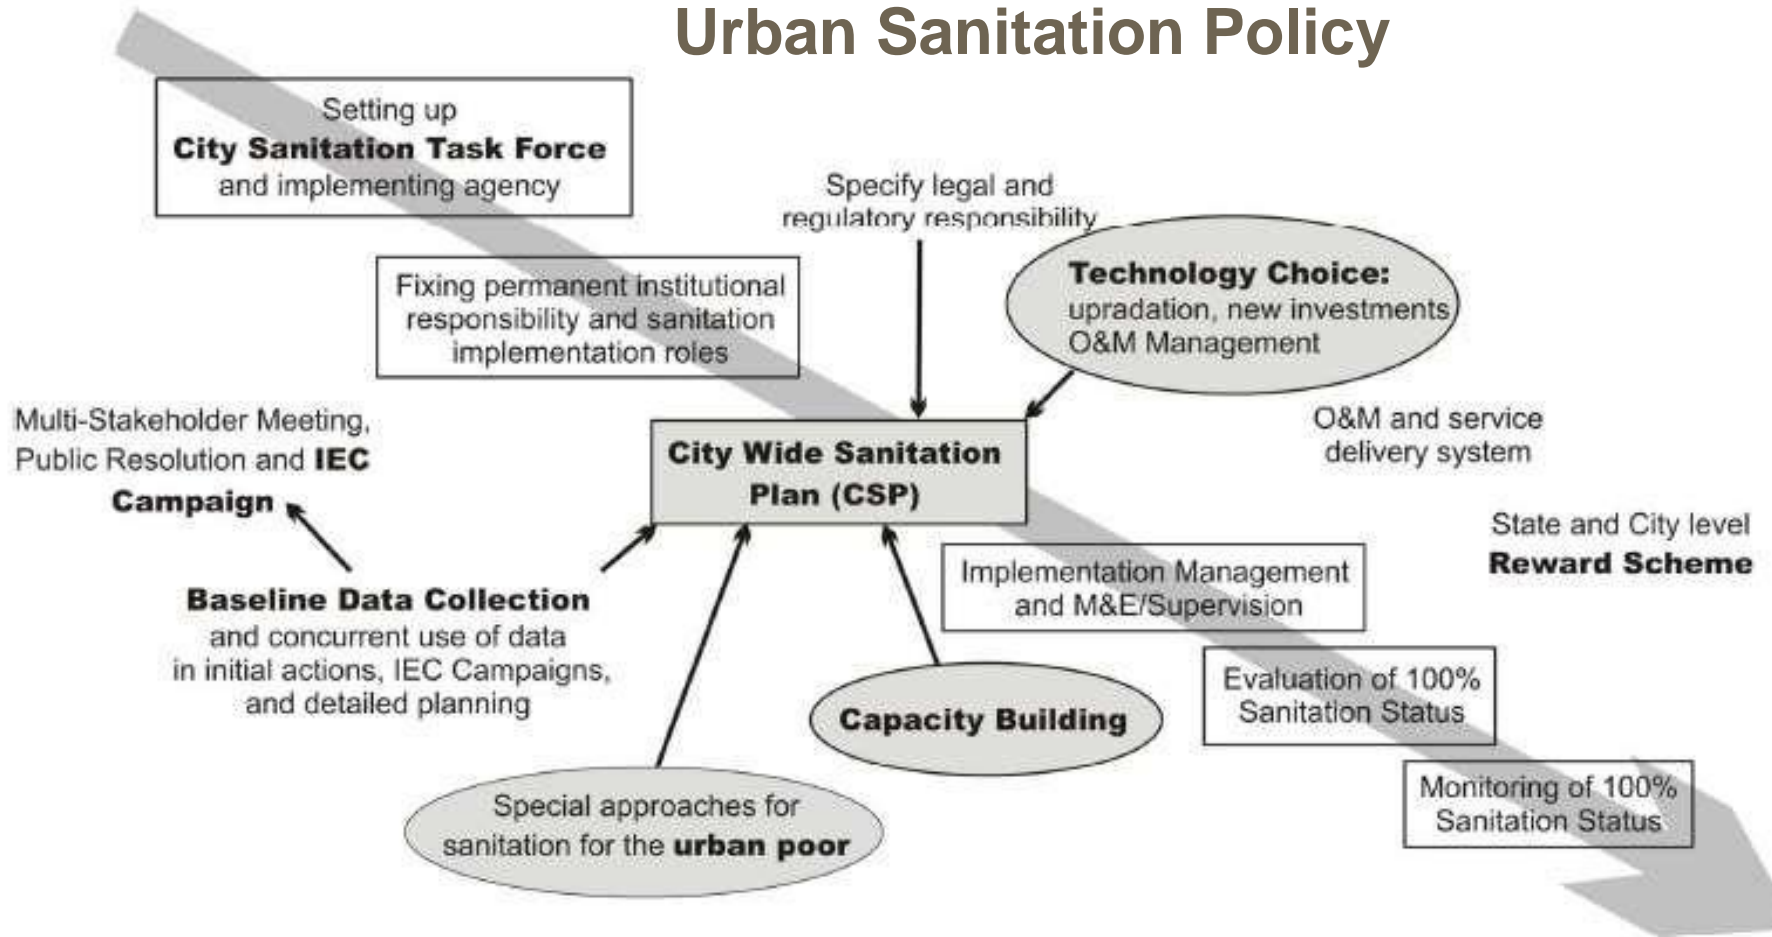 Urban Sanitation Policy
Setting up
City Sanitation Task Force
and implementing agency
Specify legal and
regulatory responsibility
Fixing permanent institutional
responsibility and sanitation
implementation roles
Technology Choice:
upradation, new investments
O&M Management
Multi-Stakeholder Meeting,
Public Resolution and IEC
Campaign
City Wide Sanitation
Plan (CSP)
O&M and service
delivery system
State and City level
Reward Scheme
Baseline Data Collection
and concurrent use of data
in initial actions, IEC Campaigns,
and detailed planning
Implementation Management
and M&E/Supervision
Capacity Building
Evaluation of 100%
Sanitation Status
Special approaches for
sanitation for the urban poor
Monitoring of 100%
Sanitation Status